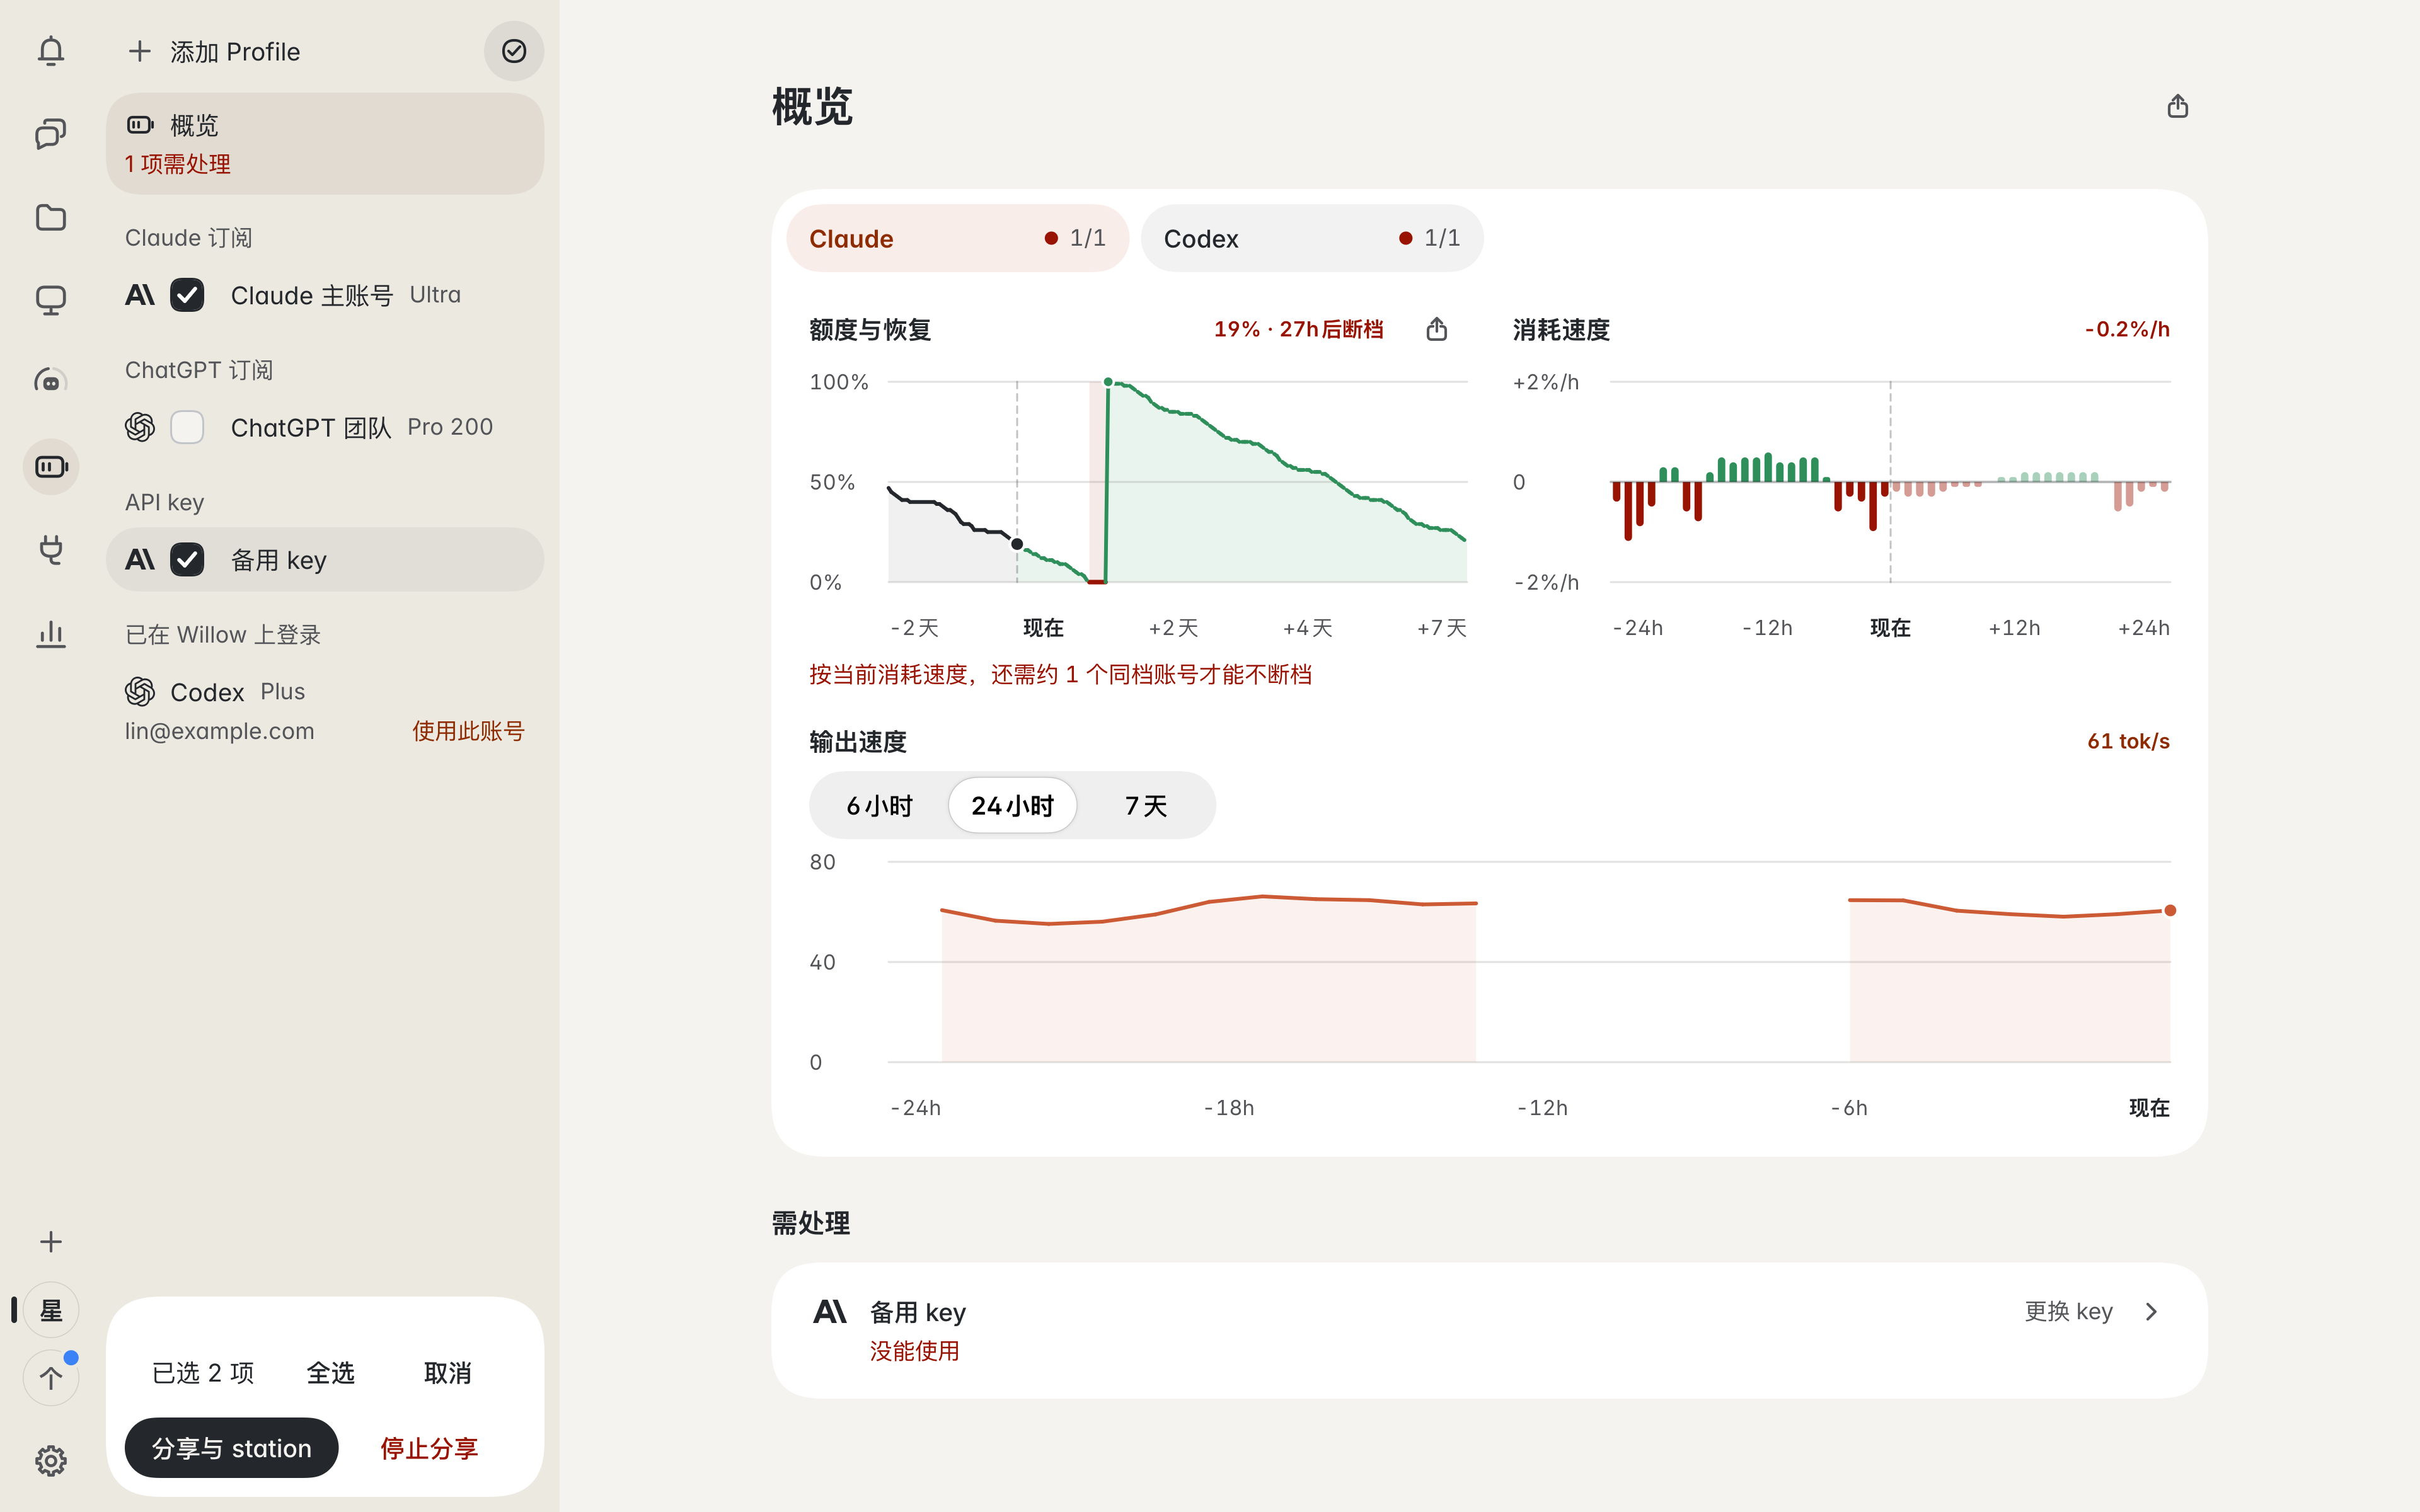 添加 Profile
概览
1 项需处理
Claude 订阅
Claude 主账号 Ultra
ChatGPT 订阅
ChatGPT 团队 Pro 200
API key
备用 key
已在 Willow 上登录
Codex Plus
lin@example.com 使用此账号
星
个
已选 2 项 全选 取消
分享与 station 停止分享
概览
Claude 1/1 Codex 1/1
额度与恢复 19% · 27h后断档
100%
50%
0%
-2天 现在 +2天 +4天 +7天
按当前消耗速度，还需约 1 个同档账号才能不断档
消耗速度 -0.2%/h
+2%/h
0
-2%/h
-24h -12h 现在 +12h +24h
输出速度 61 tok/s
6小时 24小时 7天
80
40
0
-24h -18h -12h -6h 现在
需处理
备用 key 更换 key
没能使用